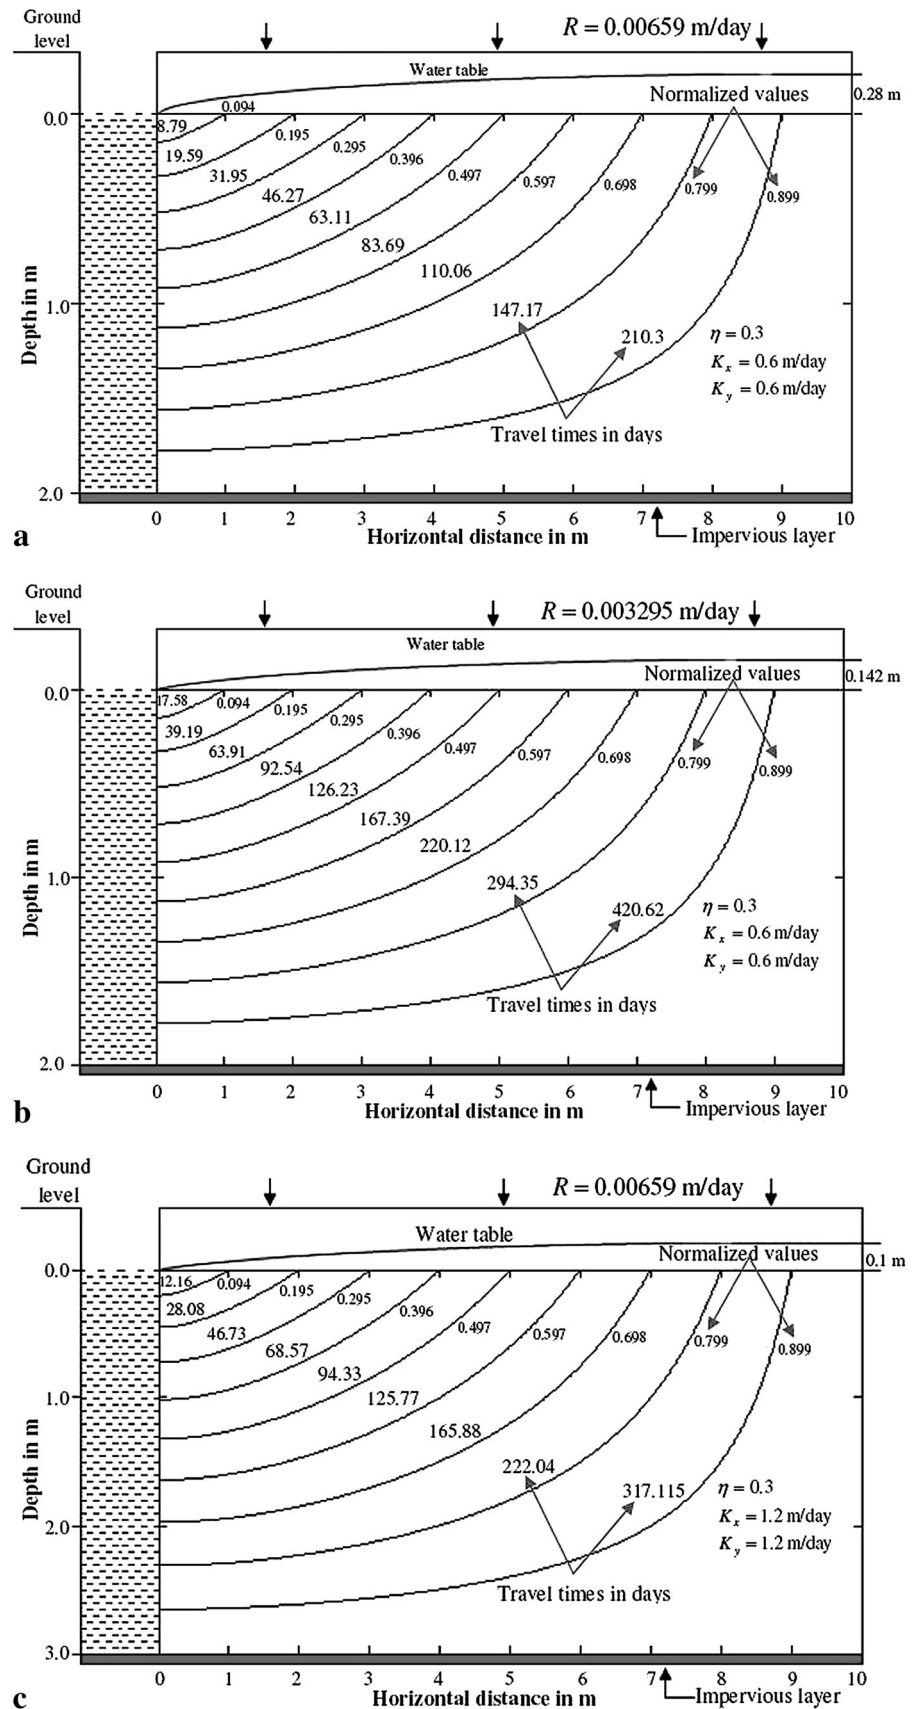 Ground
level
R = 0.00659 m/day
Water table
Normalized values
0.28 m
0.0
0.094
8.79
0.195
19.59
0.295
31.95
0.396
46.27
0.497
63.11
0.597
83.69
0.698
110.06
0.799
0.899
Depth in m
1.0
147.17
210.3
η = 0.3
Kx = 0.6 m/day
Ky = 0.6 m/day
Travel times in days
2.0
0 1 2 3 4 5 6 7 8 9 10
a
Horizontal distance in m
Impervious layer
Ground
level
R = 0.003295 m/day
Water table
Normalized values
0.142 m
0.0
17.58
0.094
0.195
39.19
0.295
63.91
0.396
92.54
0.497
126.23
0.597
167.39
0.698
220.12
0.799
0.899
Depth in m
1.0
294.35
420.62
η = 0.3
Kx = 0.6 m/day
Ky = 0.6 m/day
Travel times in days
2.0
0 1 2 3 4 5 6 7 8 9 10
b
Horizontal distance in m
Impervious layer
Ground
level
R = 0.00659 m/day
Water table
Normalized values
0.1 m
0.0
12.16
0.094
0.195
28.08
0.295
46.73
0.396
68.57
0.497
94.33
0.597
125.77
0.698
165.88
0.799
0.899
Depth in m
1.0
222.04
317.115
η = 0.3
Kx = 1.2 m/day
Ky = 1.2 m/day
2.0
Travel times in days
3.0
0 1 2 3 4 5 6 7 8 9 10
c
Horizontal distance in m
Impervious layer